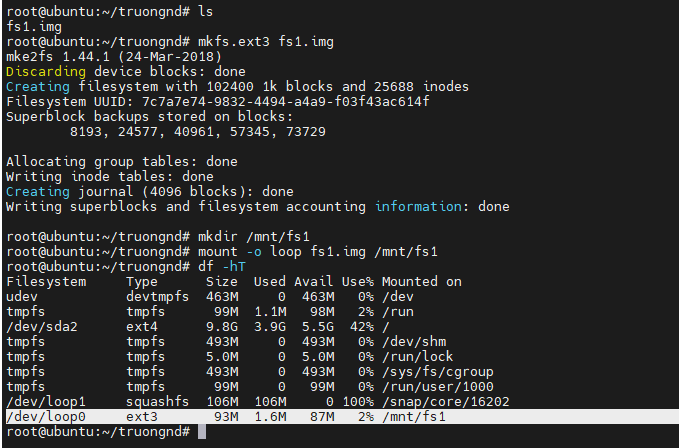 root@ubuntu:~/truongnd# ls
fs1.img
root@ubuntu:~/truongnd# mkfs.ext3 fs1.img
mke2fs 1.44.1 (24-Mar-2018)
Discarding device blocks: done
Creating filesystem with 102400 1k blocks and 25688 inodes
Filesystem UUID: 7c7a7e74-9832-4494-a4a9-f03f43ac614f
Superblock backups stored on blocks:
        8193, 24577, 40961, 57345, 73729

Allocating group tables: done
Writing inode tables: done
Creating journal (4096 blocks): done
Writing superblocks and filesystem accounting information: done

root@ubuntu:~/truongnd# mkdir /mnt/fs1
root@ubuntu:~/truongnd# mount -o loop fs1.img /mnt/fs1
root@ubuntu:~/truongnd# df -hT
Filesystem     Type      Size  Used Avail Use% Mounted on
udev           devtmpfs  463M     0  463M   0% /dev
tmpfs          tmpfs      99M  1.1M   98M   2% /run
/dev/sda2      ext4      9.8G  3.9G  5.5G  42% /
tmpfs          tmpfs     493M     0  493M   0% /dev/shm
tmpfs          tmpfs     5.0M     0  5.0M   0% /run/lock
tmpfs          tmpfs     493M     0  493M   0% /sys/fs/cgroup
tmpfs          tmpfs      99M     0   99M   0% /run/user/1000
/dev/loop1     squashfs  106M  106M     0 100% /snap/core/16202
/dev/loop0     ext3       93M  1.6M   87M   2% /mnt/fs1
root@ubuntu:~/truongnd#